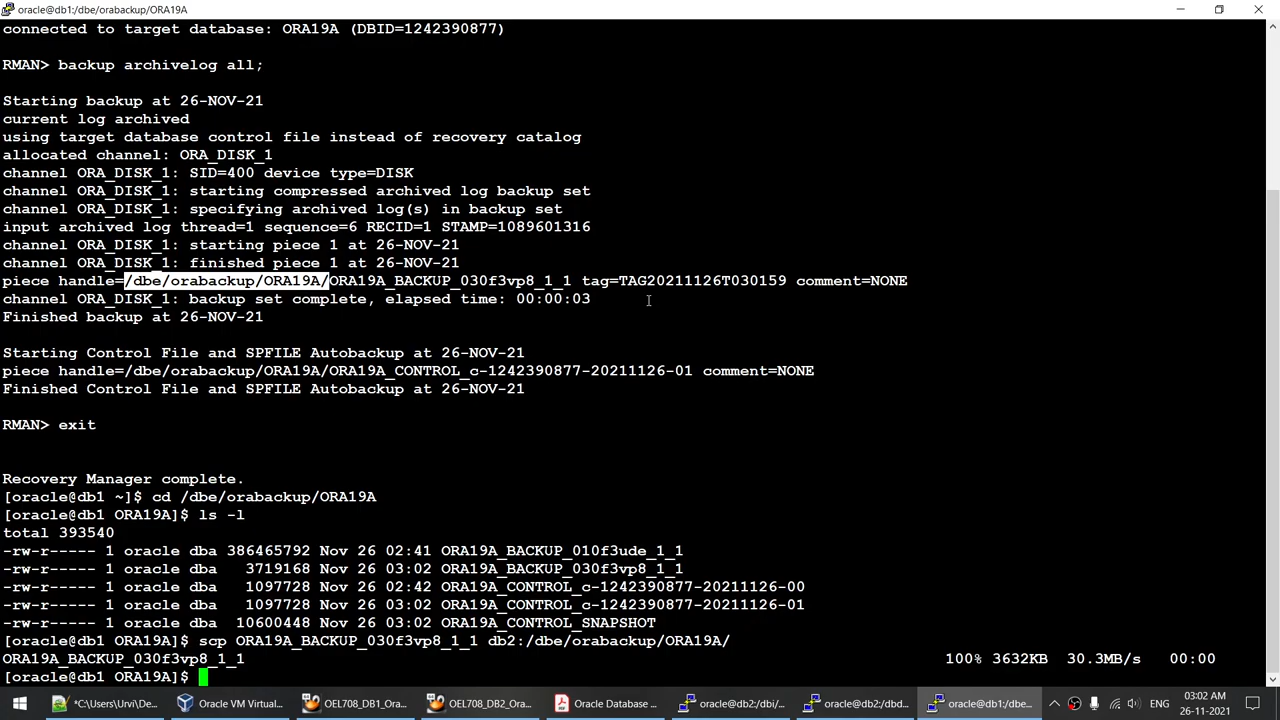 oracle@db1:/dbe/orabackup/ORA19A
connected to target database: ORA19A (DBID=1242390877)
RMAN> backup archivelog all;
Starting backup at 26-NOV-21
current log archived
using target database control file instead of recovery catalog
allocated channel: ORA_DISK_1
channel ORA_DISK_1: SID=400 device type=DISK
channel ORA_DISK_1: starting compressed archived log backup set
channel ORA_DISK_1: specifying archived log(s) in backup set
input archived log thread=1 sequence=6 RECID=1 STAMP=1089601316
channel ORA_DISK_1: starting piece 1 at 26-NOV-21
channel ORA_DISK_1: finished piece 1 at 26-NOV-21
piece handle=/dbe/orabackup/ORA19A/ORA19A_BACKUP_030f3vp8_1_1 tag=TAG20211126T030159 comment=NONE
channel ORA_DISK_1: backup set complete, elapsed time: 00:00:03
Finished backup at 26-NOV-21
Starting Control File and SPFILE Autobackup at 26-NOV-21
piece handle=/dbe/orabackup/ORA19A/ORA19A_CONTROL_c-1242390877-20211126-01 comment=NONE
Finished Control File and SPFILE Autobackup at 26-NOV-21
RMAN> exit
Recovery Manager complete.
[oracle@db1 ~]$ cd /dbe/orabackup/ORA19A
[oracle@db1 ORA19A]$ ls -l
total 393540
-rw-r----- 1 oracle dba 386465792 Nov 26 02:41 ORA19A_BACKUP_010f3ude_1_1
-rw-r----- 1 oracle dba   3719168 Nov 26 03:02 ORA19A_BACKUP_030f3vp8_1_1
-rw-r----- 1 oracle dba   1097728 Nov 26 02:42 ORA19A_CONTROL_c-1242390877-20211126-00
-rw-r----- 1 oracle dba   1097728 Nov 26 03:02 ORA19A_CONTROL_c-1242390877-20211126-01
-rw-r----- 1 oracle dba  10600448 Nov 26 03:02 ORA19A_CONTROL_SNAPSHOT
[oracle@db1 ORA19A]$ scp ORA19A_BACKUP_030f3vp8_1_1 db2:/dbe/orabackup/ORA19A/
ORA19A_BACKUP_030f3vp8_1_1 100% 3632KB 30.3MB/s 00:00
[oracle@db1 ORA19A]$
*C:\Users\Urvi\De... Oracle VM Virtual... OEL708_DB1_Ora... OEL708_DB2_Ora... Oracle Database ... oracle@db2:/dbi/... oracle@db2:/dbd... oracle@db1:/dbe... ENG 03:02 AM
26-11-2021